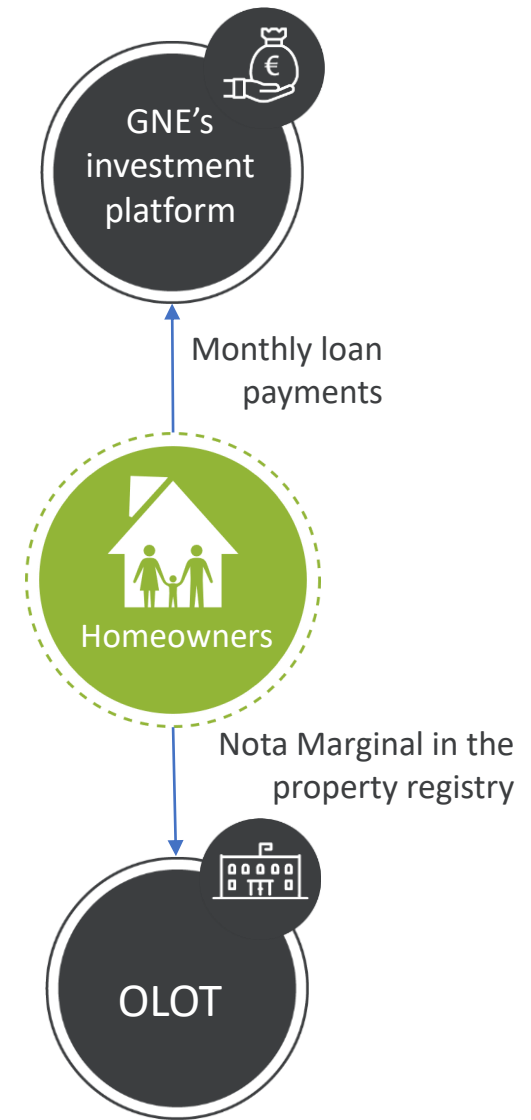 €
GNE’s
investment
platform
Monthly loan
payments
Homeowners
Nota Marginal in the
property registry
OLOT